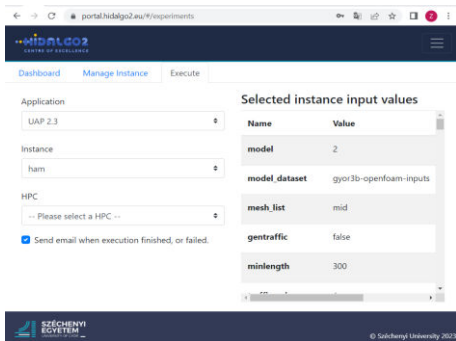 portal.hidalgo2.eu/#/experiments
HiDALGO2
CENTRE OF EXCELLENCE
Dashboard Manage Instance Execute
Application
UAP 2.3
Instance
ham
HPC
-- Please select a HPC --
Send email when execution finished, or failed.
Selected instance input values
Name Value
model 2
model_dataset gyor3b-openfoam-inputs
mesh_list mid
gentraffic false
minlength 300
SZÉCHENYI
EGYETEM
© Széchenyi University 2023